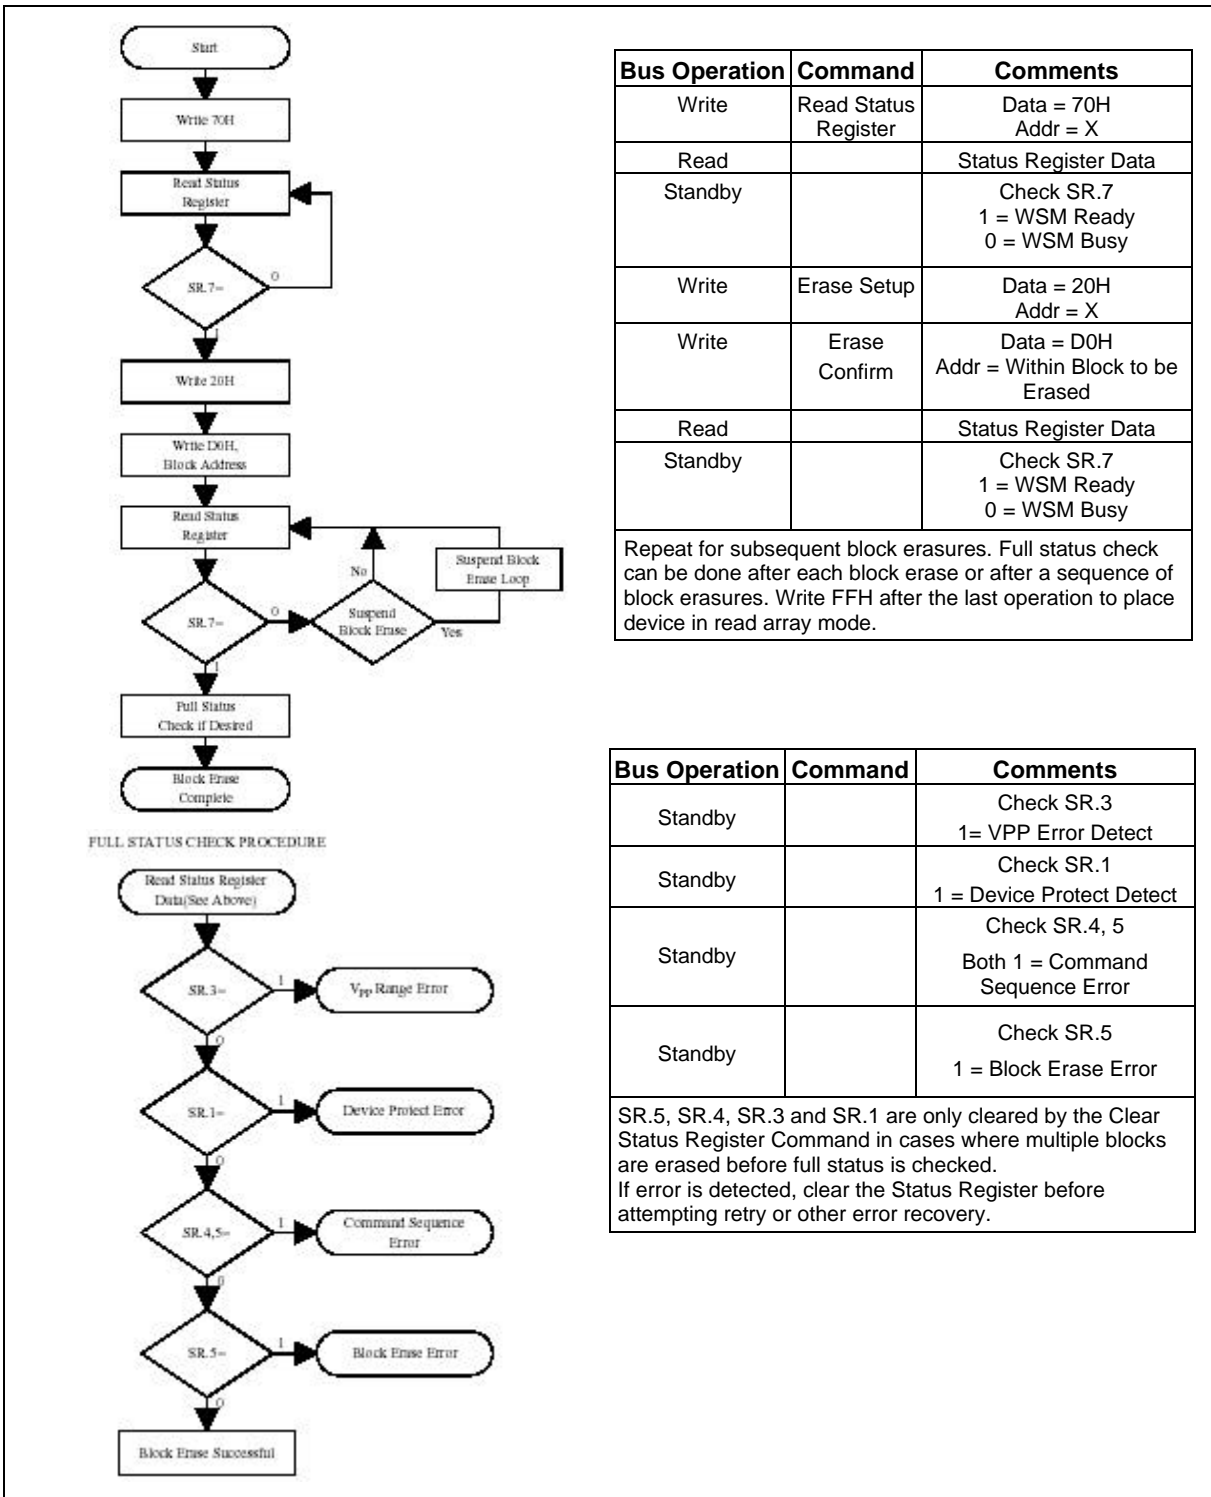 Start
Write 70H
Read Status
Register
SR.7=
0
1
Write 20H
Write D0H,
Block Address
Read Status
Register
No
Suspend Block
Erase Loop
SR.7=
0
Suspend
Block Erase
Yes
1
Full Status
Check if Desired
Block Erase
Complete
FULL STATUS CHECK PROCEDURE
Read Status Register
Data(See Above)
SR.3=
1
VPP Range Error
0
SR.1=
1
Device Protect Error
0
SR.4,5=
1
Command Sequence
Error
0
SR.5=
1
Block Erase Error
0
Block Erase Successful
Bus Operation Command Comments
Write Read Status Data = 70H
Register Addr = X
Read Status Register Data
Standby Check SR.7
1 = WSM Ready
0 = WSM Busy
Write Erase Setup Data = 20H
Addr = X
Write Erase Data = D0H
Confirm Addr = Within Block to be
Erased
Read Status Register Data
Standby Check SR.7
1 = WSM Ready
0 = WSM Busy
Repeat for subsequent block erasures. Full status check
can be done after each block erase or after a sequence of
block erasures. Write FFH after the last operation to place
device in read array mode.
Bus Operation Command Comments
Standby Check SR.3
1= VPP Error Detect
Standby Check SR.1
1 = Device Protect Detect
Standby Check SR.4, 5
Both 1 = Command
Sequence Error
Standby Check SR.5
1 = Block Erase Error
SR.5, SR.4, SR.3 and SR.1 are only cleared by the Clear
Status Register Command in cases where multiple blocks
are erased before full status is checked.
If error is detected, clear the Status Register before
attempting retry or other error recovery.